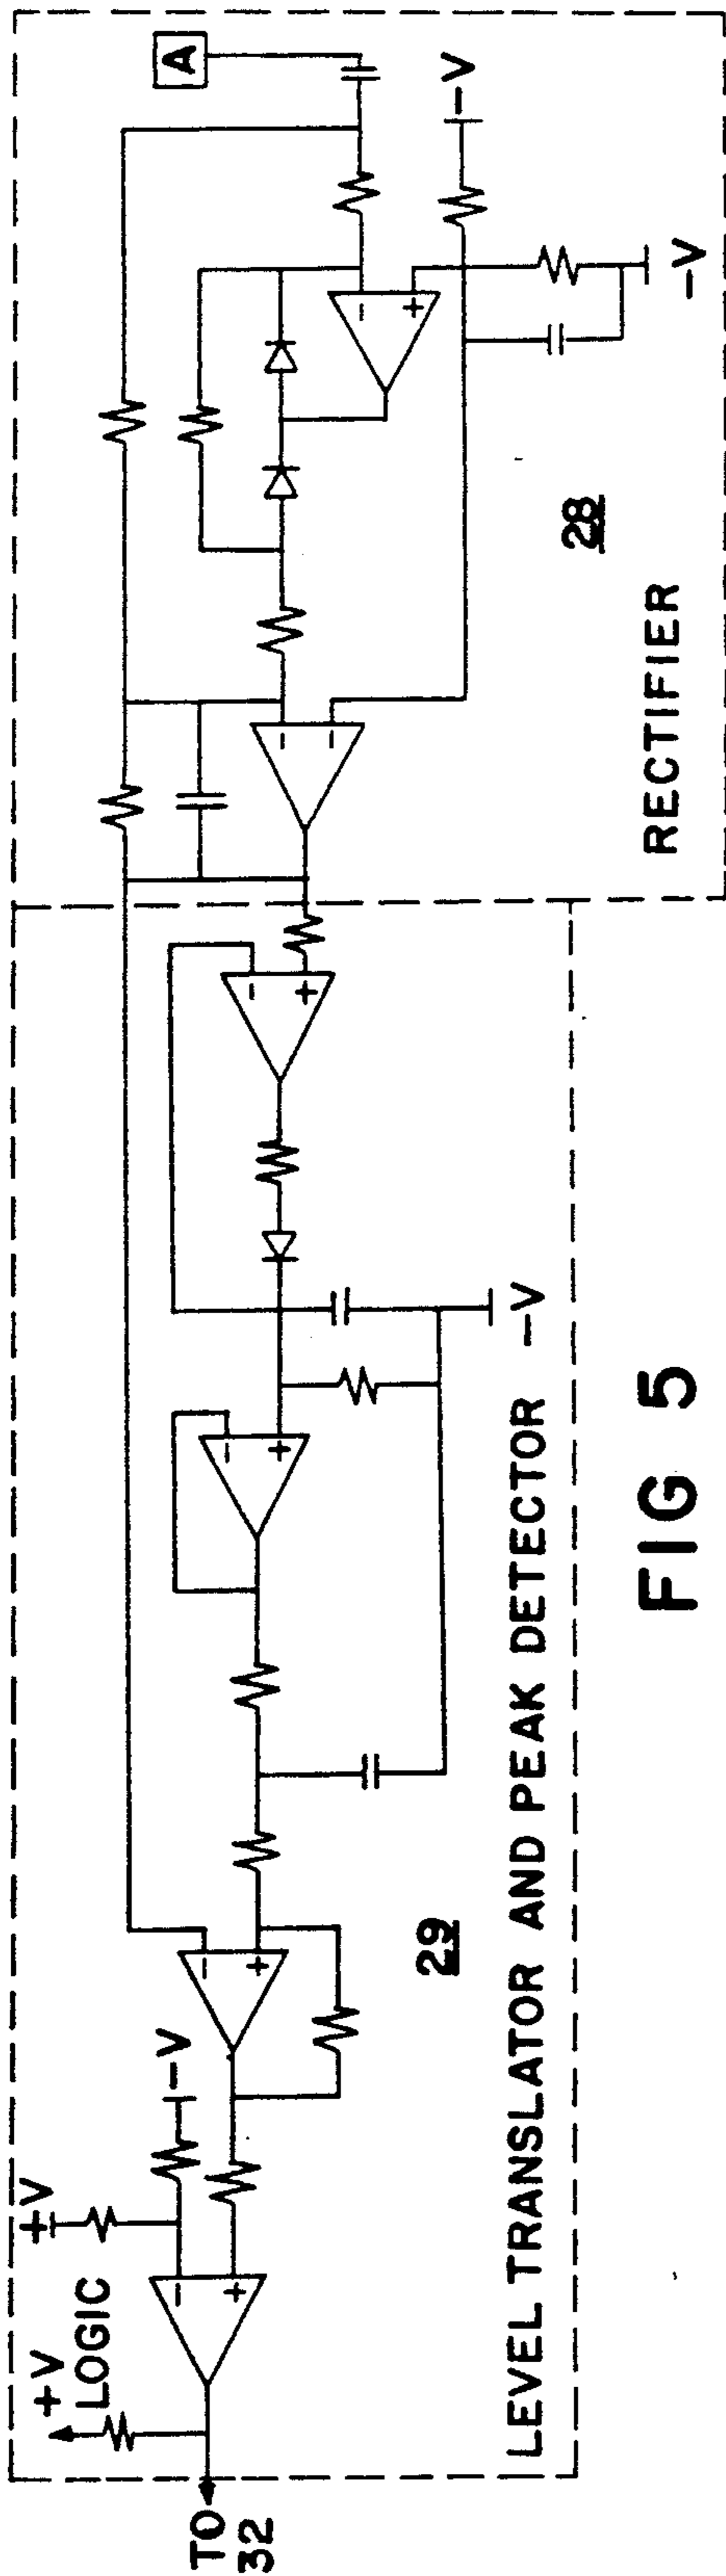 A
−V
−V
28
RECTIFIER
−
+
−
−
−
+
−V
−
+
29
LEVEL TRANSLATOR AND PEAK DETECTOR
−
+
−V
+V
−
+
+V
LOGIC
TO
32
FIG 5